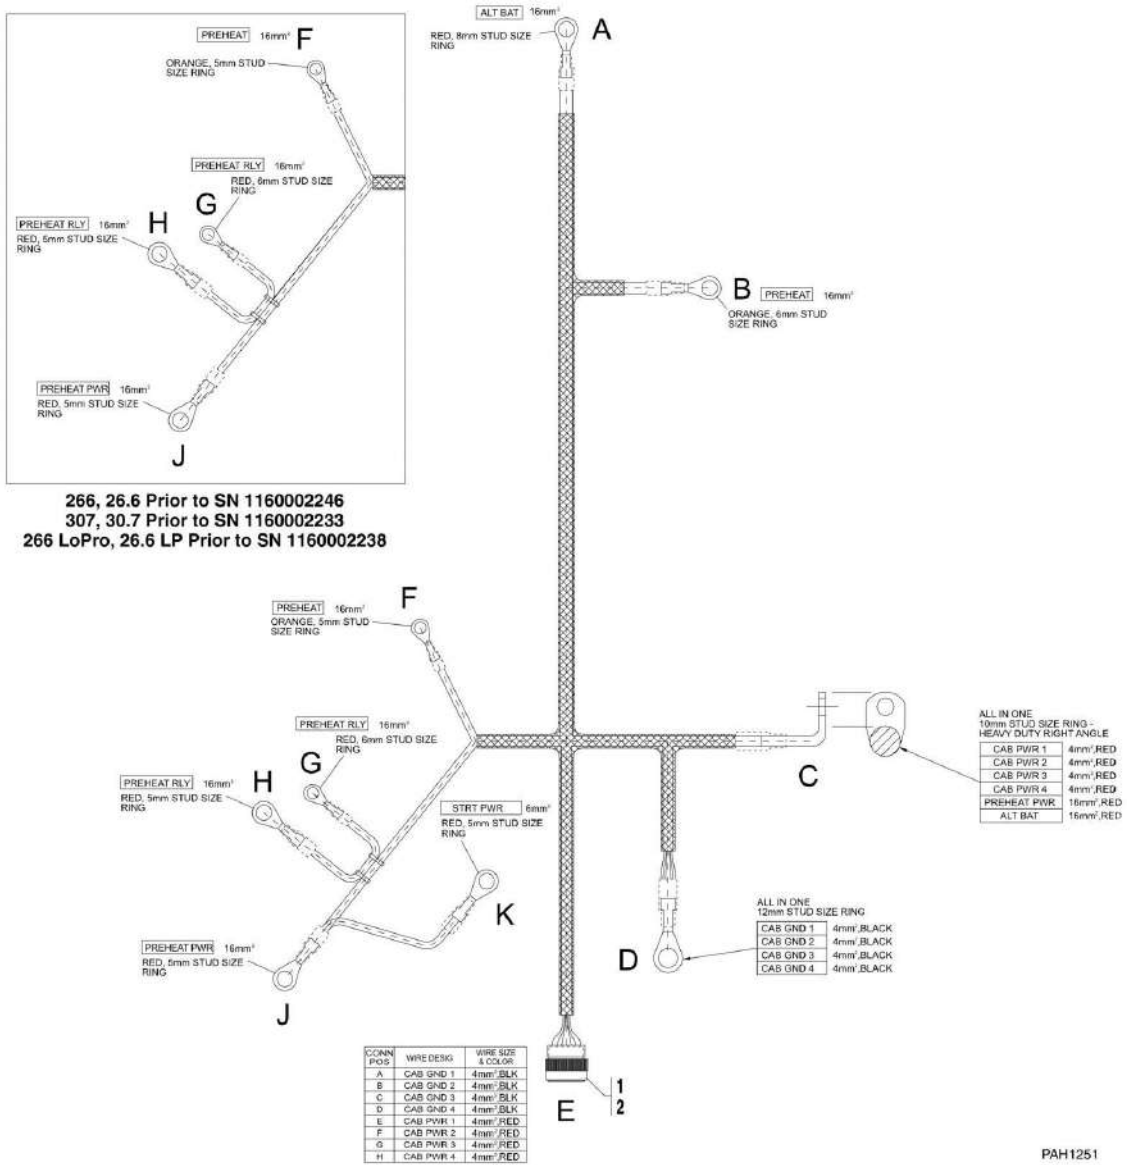 PREHEAT 16mm² F
ORANGE, 5mm STUD
SIZE RING
PREHEAT RLY 16mm²
RED, 6mm STUD SIZE
RING
G
PREHEAT RLY 16mm² H
RED, 5mm STUD SIZE
RING
PREHEAT PWR 16mm²
RED, 5mm STUD SIZE
RING
J
266, 26.6 Prior to SN 1160002246
307, 30.7 Prior to SN 1160002233
266 LoPro, 26.6 LP Prior to SN 1160002238
ALT BAT 16mm²
RED, 8mm STUD SIZE
RING
A
B PREHEAT 16mm²
ORANGE, 6mm STUD
SIZE RING
F
PREHEAT 16mm²
ORANGE, 5mm STUD
SIZE RING
PREHEAT RLY 16mm²
RED, 6mm STUD SIZE
RING
G
H
PREHEAT RLY 16mm²
RED, 5mm STUD SIZE
RING
STRT PWR 6mm²
RED, 5mm STUD SIZE
RING
K
PREHEAT PWR 16mm²
RED, 5mm STUD SIZE
RING
J
C
ALL IN ONE
10mm STUD SIZE RING -
HEAVY DUTY RIGHT ANGLE
CAB PWR 1 4mm²,RED
CAB PWR 2 4mm²,RED
CAB PWR 3 4mm²,RED
CAB PWR 4 4mm²,RED
PREHEAT PWR 16mm²,RED
ALT BAT 16mm²,RED
D
ALL IN ONE
12mm STUD SIZE RING
CAB GND 1 4mm²,BLACK
CAB GND 2 4mm²,BLACK
CAB GND 3 4mm²,BLACK
CAB GND 4 4mm²,BLACK
E
1
2
CONN POS WIRE DESIG WIRE SIZE & COLOR
A CAB GND 1 4mm²,BLK
B CAB GND 2 4mm²,BLK
C CAB GND 3 4mm²,BLK
D CAB GND 4 4mm²,BLK
E CAB PWR 1 4mm²,RED
F CAB PWR 2 4mm²,RED
G CAB PWR 3 4mm²,RED
H CAB PWR 4 4mm²,RED
PAH1251